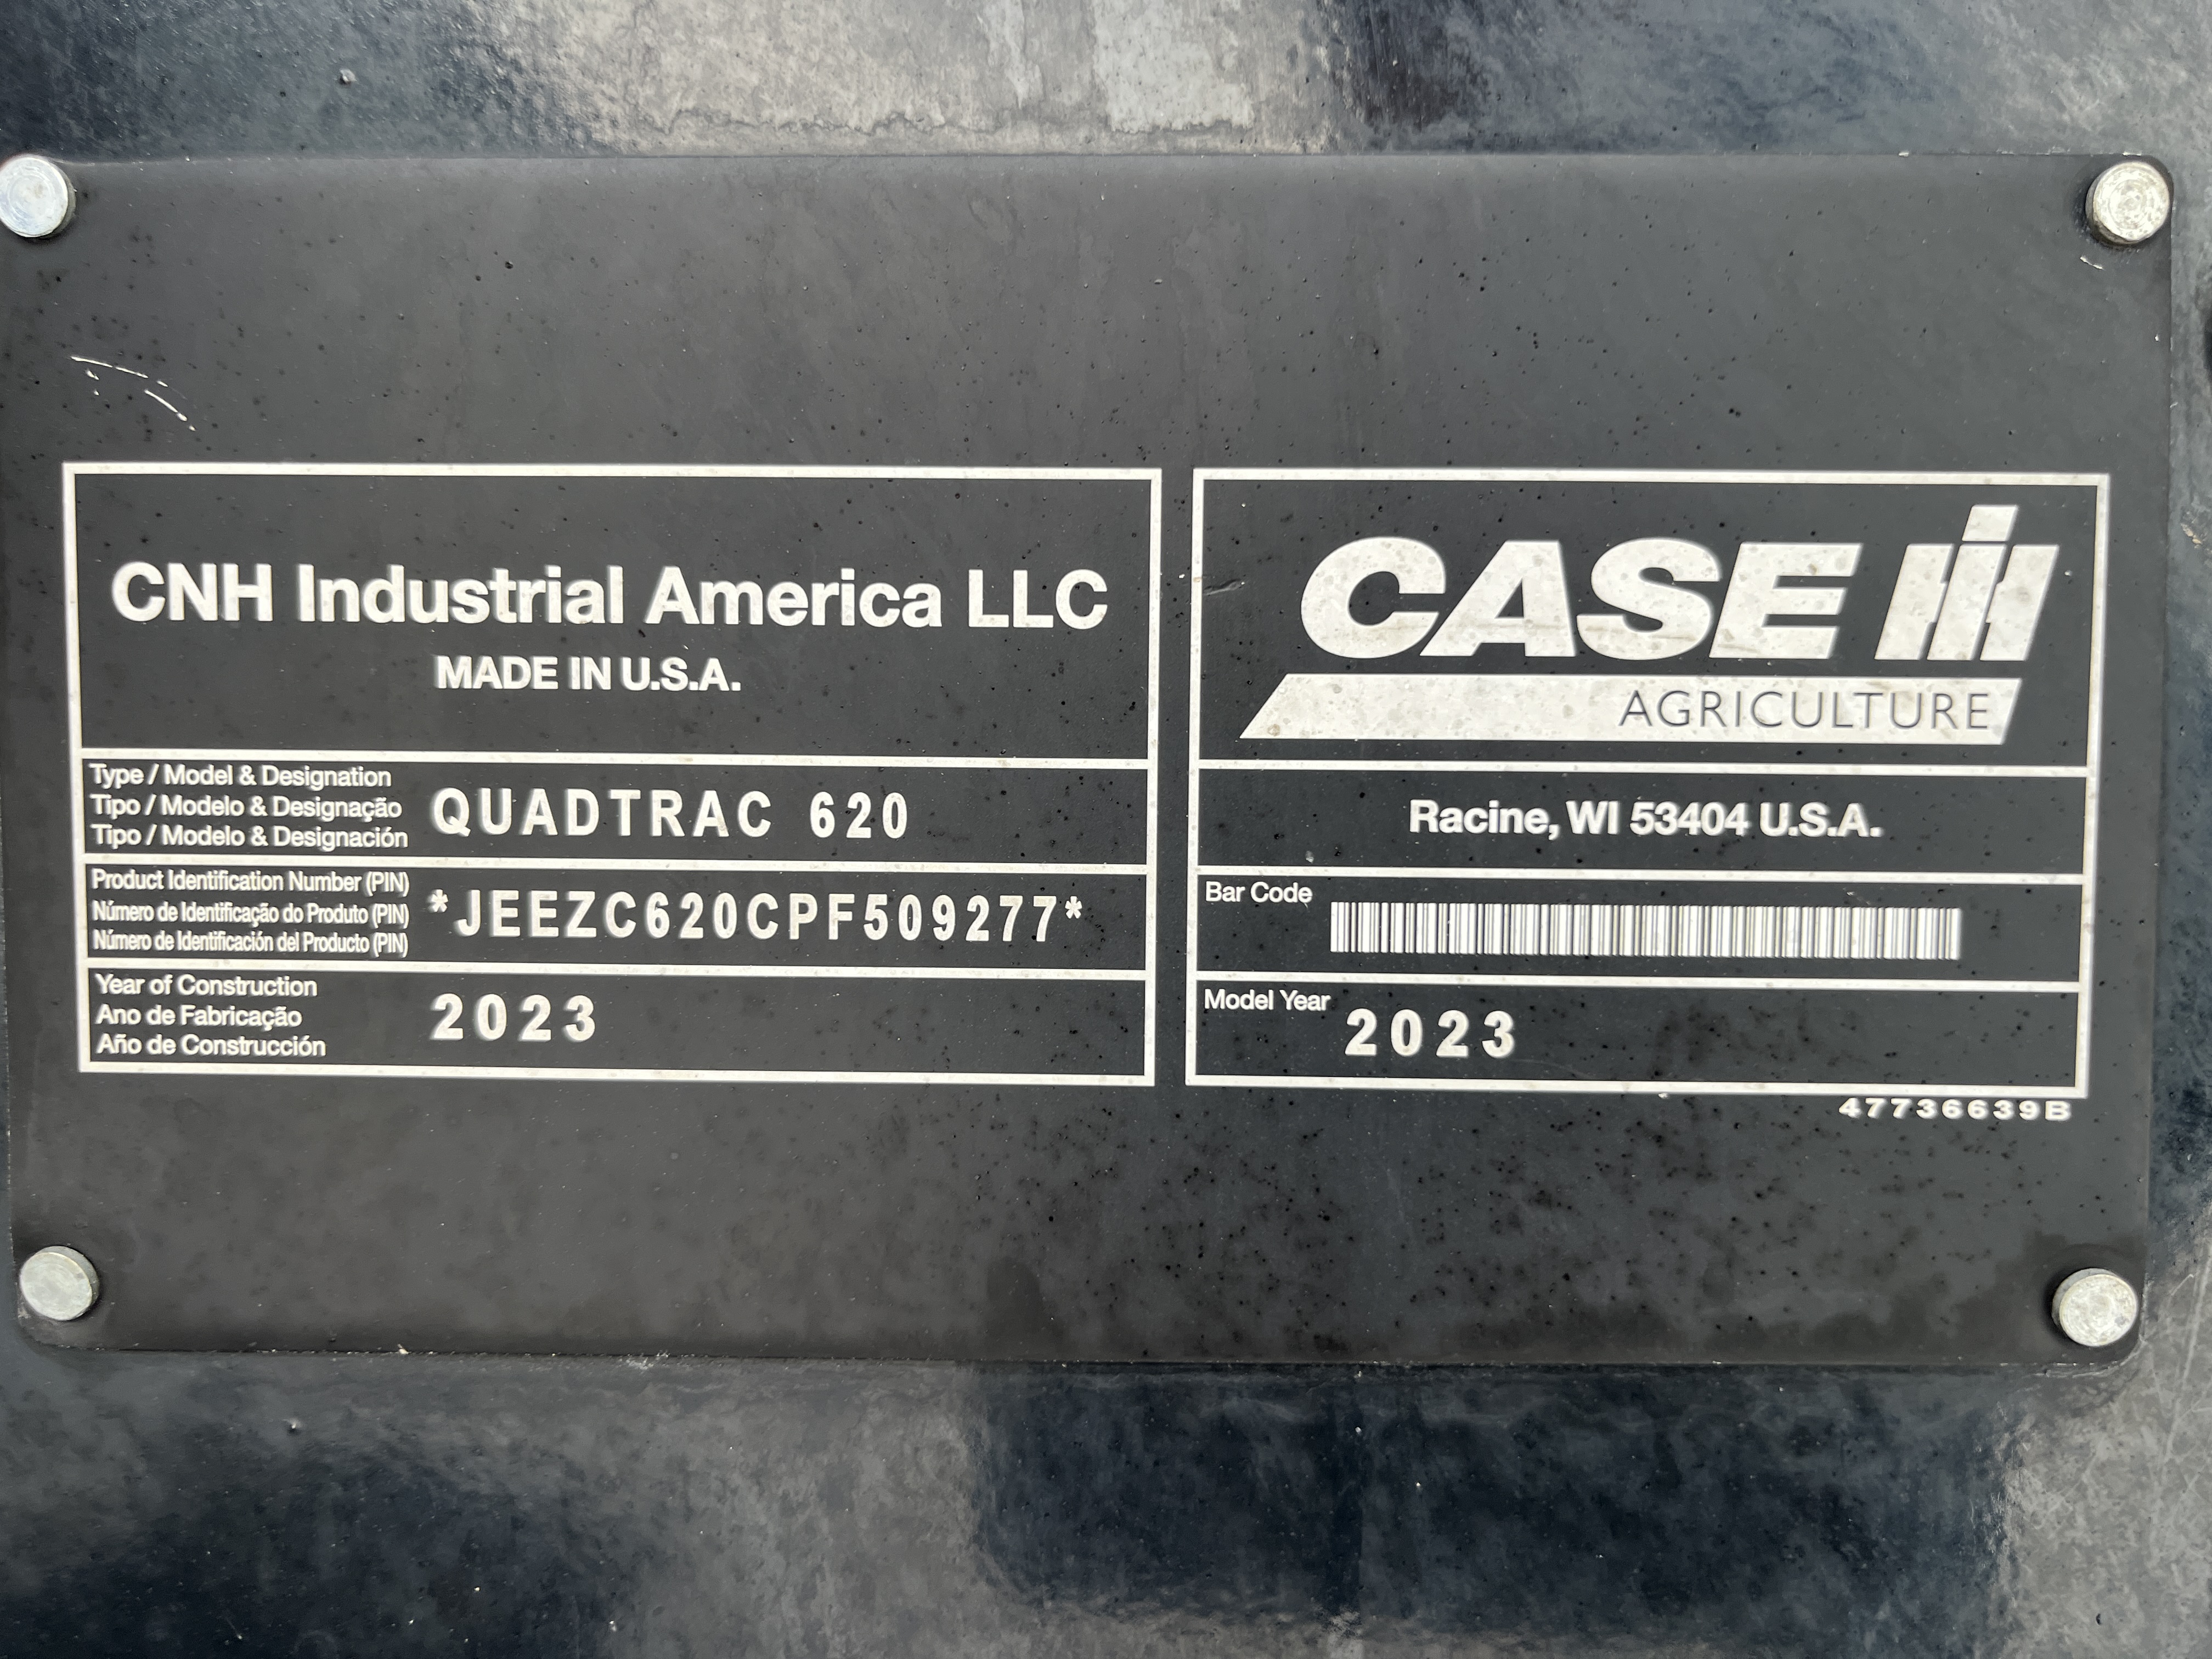 CNH Industrial America LLC
MADE IN U.S.A.
Type / Model & Designation
Tipo / Modelo & Designação
Tipo / Modelo & Designación
QUADTRAC 620
Product Identification Number (PIN)
Número de Identificação do Produto (PIN)
Número de Identificación del Producto (PIN)
*JEEZC620CPF509277*
Year of Construction
Ano de Fabricação
Año de Construcción
2023
CASE IH
AGRICULTURE
Racine, WI 53404 U.S.A.
Bar Code
Model Year
2023
47736639B